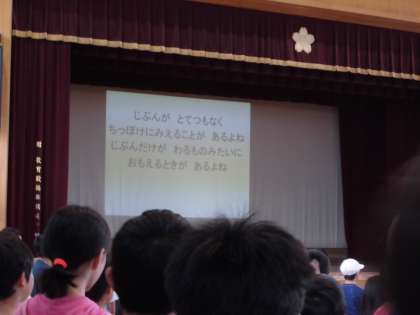 じぶんが とてつもなく
ちっぽけにみえることが あるよね
じぶんだけが わるものみたいに
おもえるときが あるよね